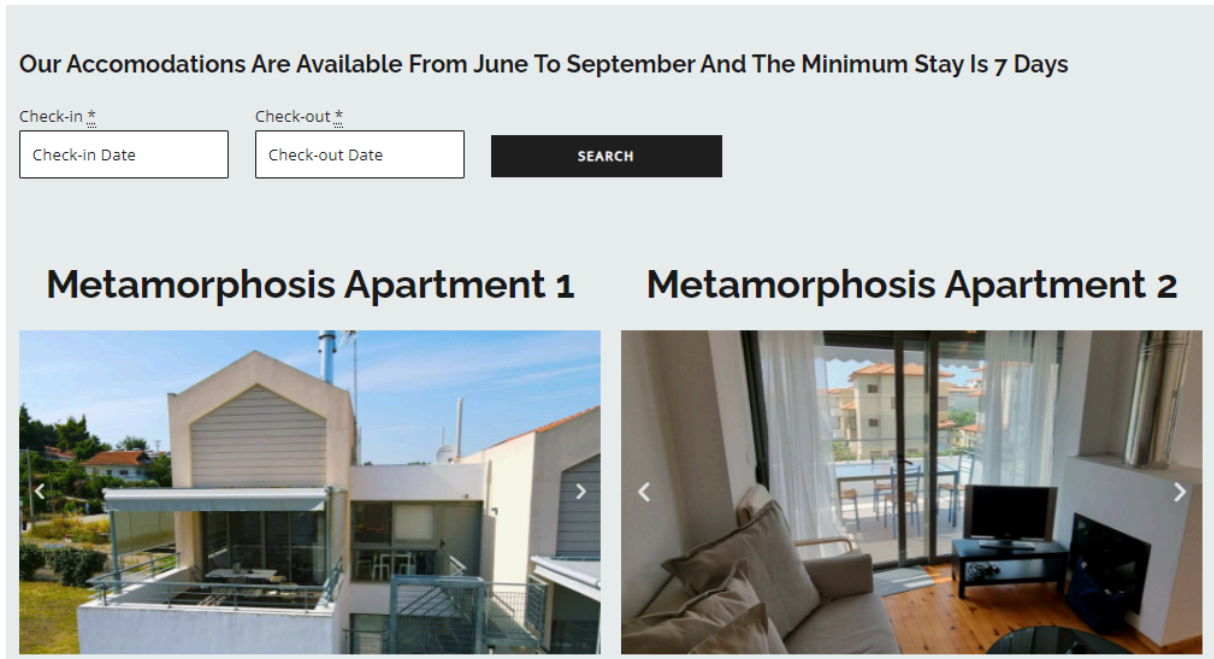 Our Accomodations Are Available From June To September And The Minimum Stay Is 7 Days
Check-in *
Check-out *
Check-in Date
Check-out Date
SEARCH
Metamorphosis Apartment 1
Metamorphosis Apartment 2